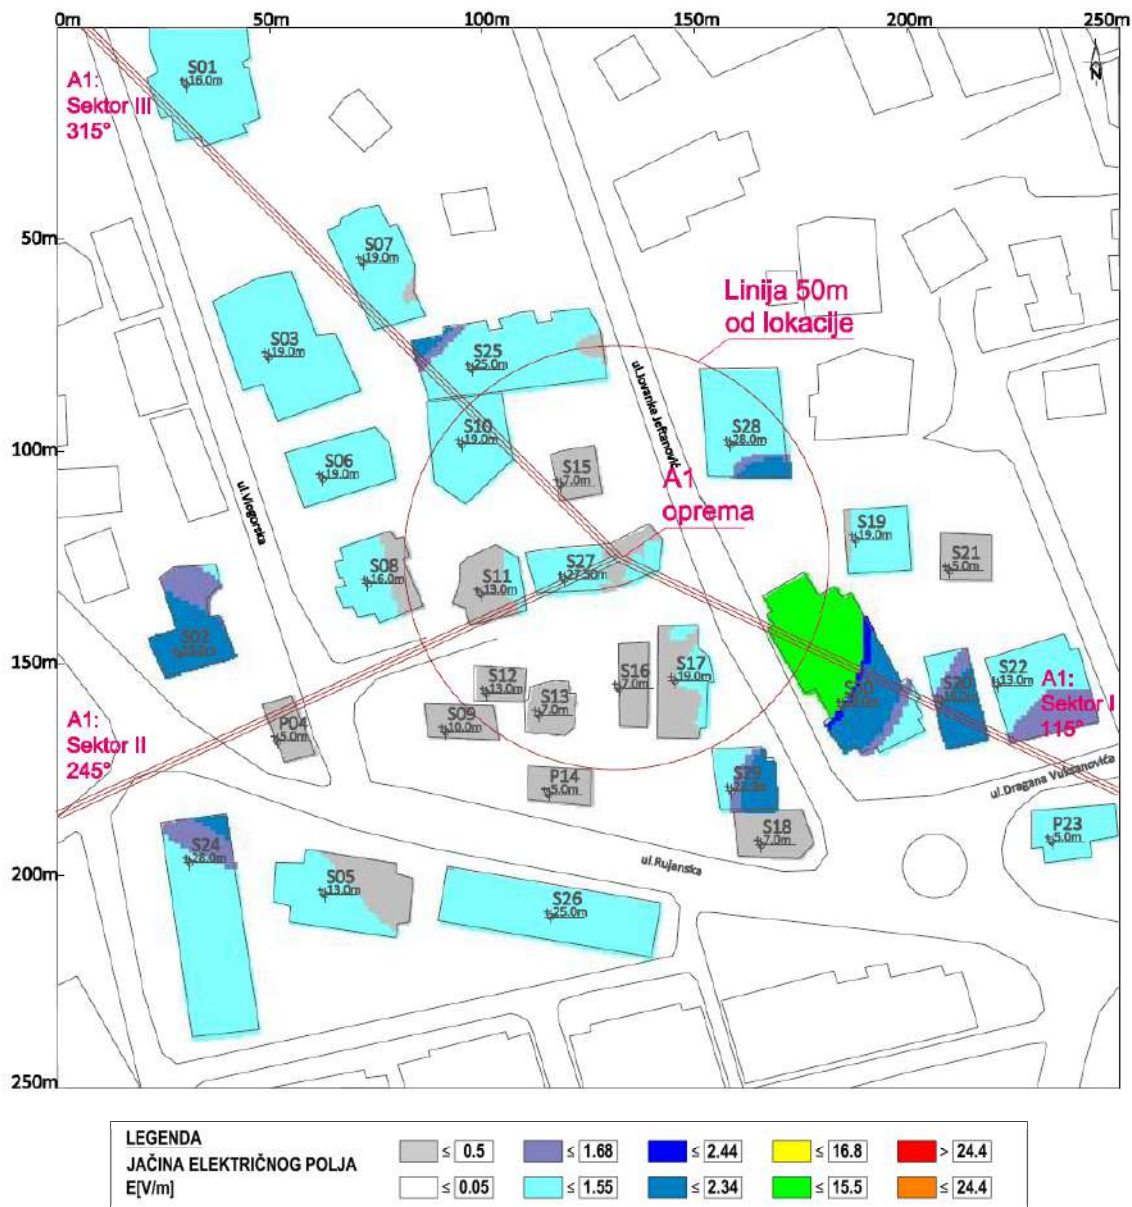 0m 50m 100m 150m 200m 250m
S01
16.0m
A1:
Sektor III
315°
N
50m
S07
19.0m
Linija 50m
od lokacije
S03
19.0m
S25
25.0m
ul.Jovanke Jeftanović
100m
S10
19.0m
S28
28.0m
S06
19.0m
S15
7.0m
A1
oprema
ul.Višegorska
S19
19.0m
S21
5.0m
S08
16.0m
S11
13.0m
S27
27.50m
S02
150m
S12
13.0m
S16
7.0m
S17
19.0m
S13
7.0m
S20
S22
13.0m
A1:
Sektor I
115°
A1:
Sektor II
245°
P04
5.0m
S09
10.0m
P14
5.0m
S29
ul.Dragana Vuksanovića
S18
7.0m
P23
5.0m
ul.Rujanska
200m
S24
28.0m
S05
13.0m
S26
25.0m
250m
LEGENDA
JAČINA ELEKTRIČNOG POLJA
E[V/m]
≤ 0.5 ≤ 1.68 ≤ 2.44 ≤ 16.8 > 24.4
≤ 0.05 ≤ 1.55 ≤ 2.34 ≤ 15.5 ≤ 24.4